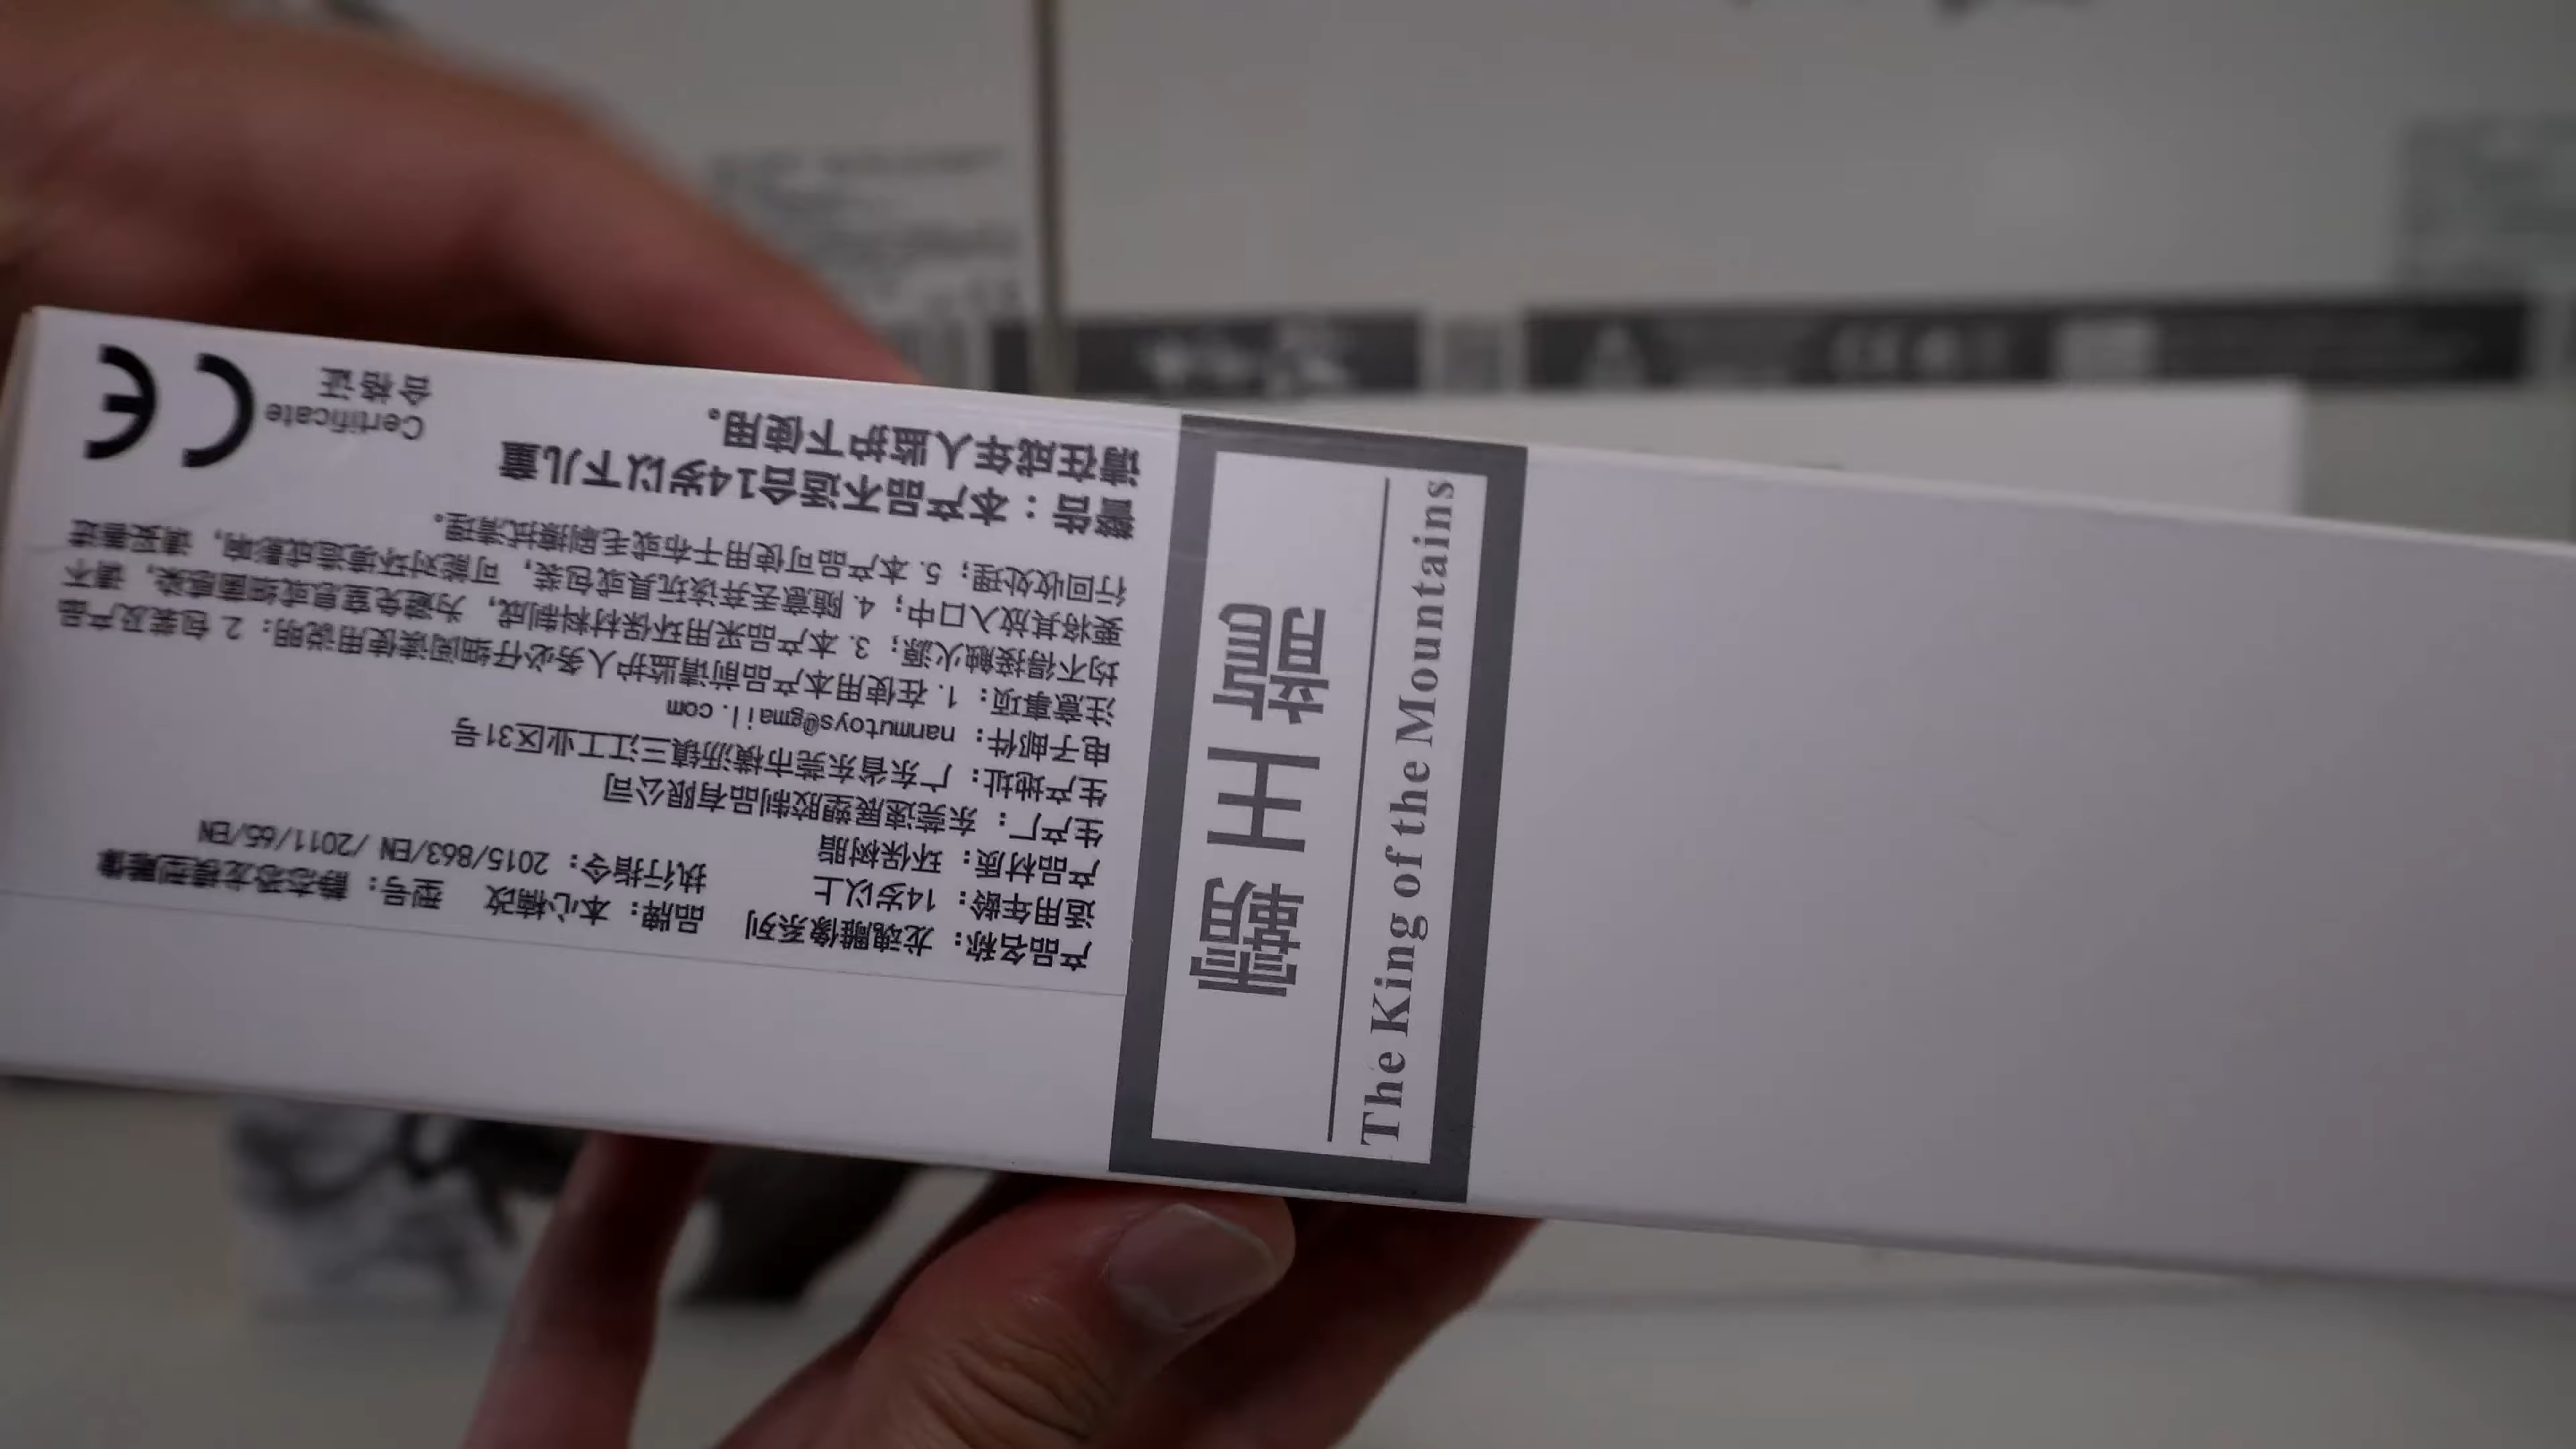 产品名称：龙魂雕像系列 品牌：本心楠改 型号：静态恐龙模型雕像
适用年龄：14岁以上 执行指令：2015/863/EN /2011/65/EN
产品材质：环保树脂
生产厂：东莞速展塑胶制品有限公司
生产地址：广东省东莞市横沥镇三江工业区31号
电子邮件：nanmutoys@gmail.com
注意事项：1.在使用本产品前请监护人务必仔细阅读使用说明；2.包装及产品
均不得接触火源；3.本产品采用环保材料制成，为避免窒息或细菌感染，请不
要将其放入口中；4.随意丢弃该玩具或包装，可能对环境造成影响，请妥善进
行回收处理；5.本产品可使用干布或毛刷擦拭清理。
警告：本产品不适合14岁以下儿童
请在成年人监护下使用。
Certificate
合格证
CE
霸王龍
The King of the Mountains